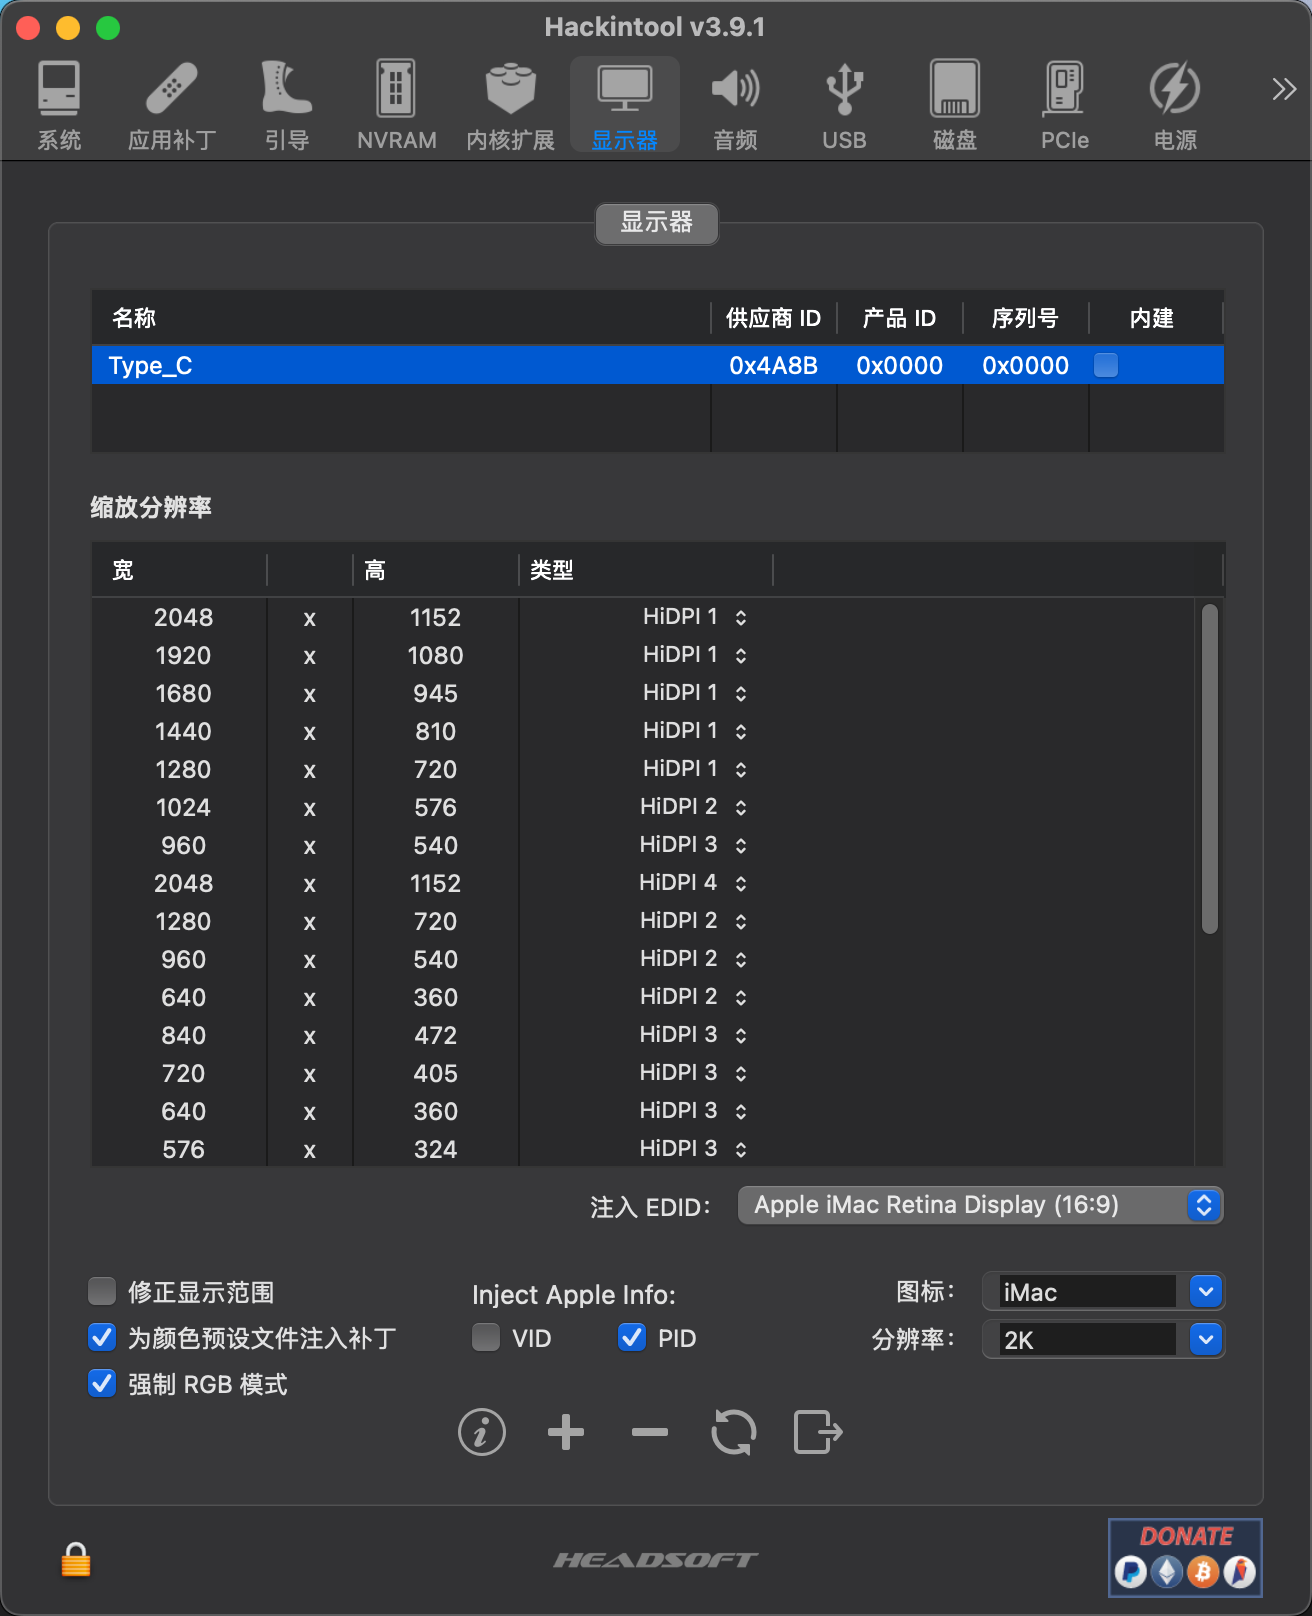 Hackintool v3.9.1
系统 应用补丁 引导 NVRAM 内核扩展 显示器 音频 USB 磁盘 PCIe 电源
显示器
名称 供应商 ID 产品 ID 序列号 内建
Type_C 0x4A8B 0x0000 0x0000
缩放分辨率
宽 高 类型
2048 x 1152 HiDPI 1
1920 x 1080 HiDPI 1
1680 x 945 HiDPI 1
1440 x 810 HiDPI 1
1280 x 720 HiDPI 1
1024 x 576 HiDPI 2
960 x 540 HiDPI 3
2048 x 1152 HiDPI 4
1280 x 720 HiDPI 2
960 x 540 HiDPI 2
640 x 360 HiDPI 2
840 x 472 HiDPI 3
720 x 405 HiDPI 3
640 x 360 HiDPI 3
576 x 324 HiDPI 3
注入 EDID: Apple iMac Retina Display (16:9)
修正显示范围 Inject Apple Info: 图标: iMac
为颜色预设文件注入补丁 VID PID 分辨率: 2K
强制 RGB 模式
DONATE
HEADSOFT